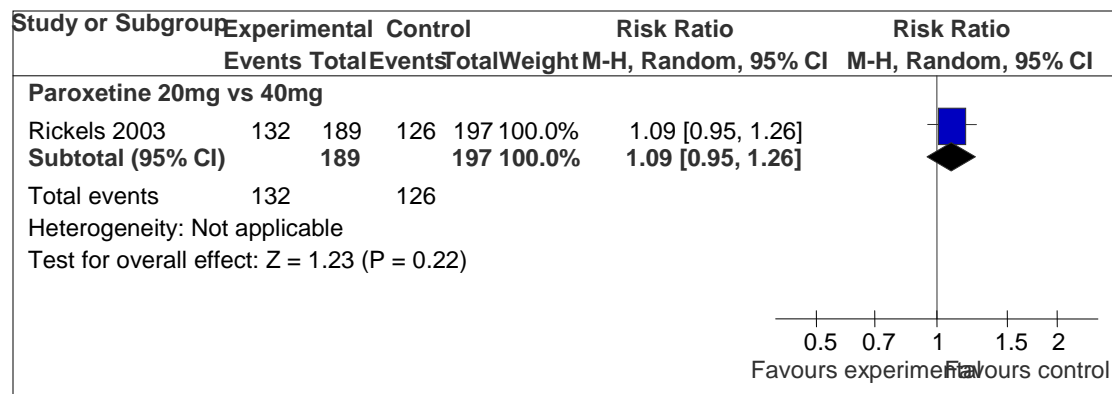 Study or Subgroup Experimental Control Risk Ratio Risk Ratio
Events Total Events Total Weight M-H, Random, 95% CI M-H, Random, 95% CI
Paroxetine 20mg vs 40mg
Rickels 2003 132 189 126 197 100.0% 1.09 [0.95, 1.26]
Subtotal (95% CI) 189 197 100.0% 1.09 [0.95, 1.26]
Total events 132 126
Heterogeneity: Not applicable
Test for overall effect: Z = 1.23 (P = 0.22)
0.5 0.7 1 1.5 2
Favours experimental Favours control